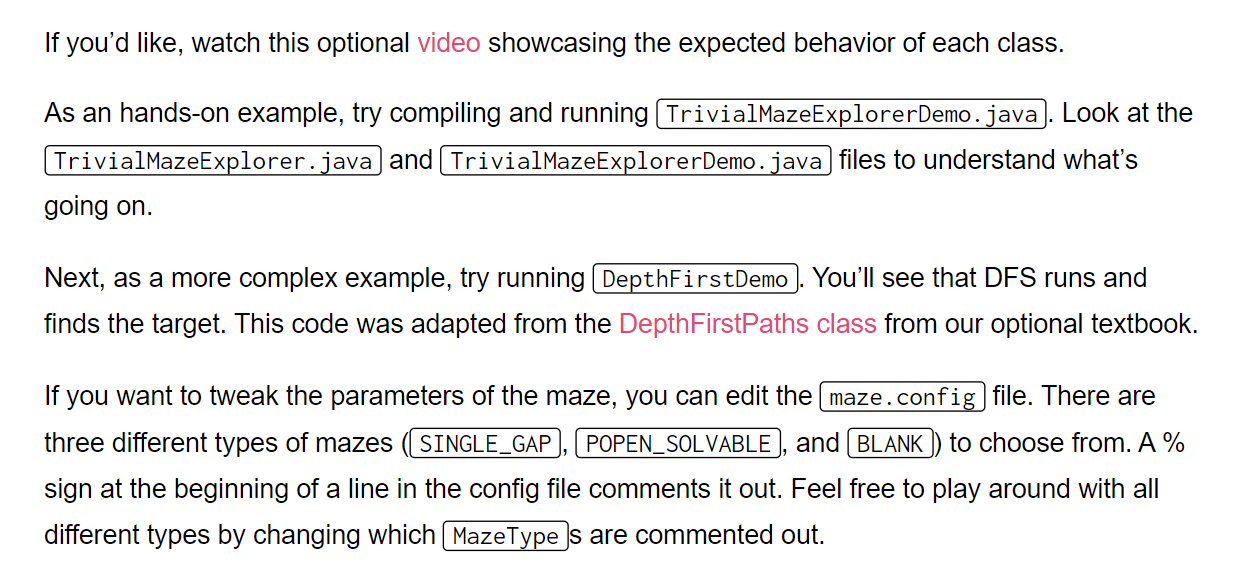 If you’d like, watch this optional video showcasing the expected behavior of each class.
As an hands-on example, try compiling and running TrivialMazeExplorerDemo.java. Look at the
TrivialMazeExplorer.java and TrivialMazeExplorerDemo.java files to understand what’s
going on.
Next, as a more complex example, try running DepthFirstDemo. You’ll see that DFS runs and
finds the target. This code was adapted from the DepthFirstPaths class from our optional textbook.
If you want to tweak the parameters of the maze, you can edit the maze.config file. There are
three different types of mazes (SINGLE_GAP, POPEN_SOLVABLE, and BLANK) to choose from. A %
sign at the beginning of a line in the config file comments it out. Feel free to play around with all
different types by changing which MazeTypes are commented out.